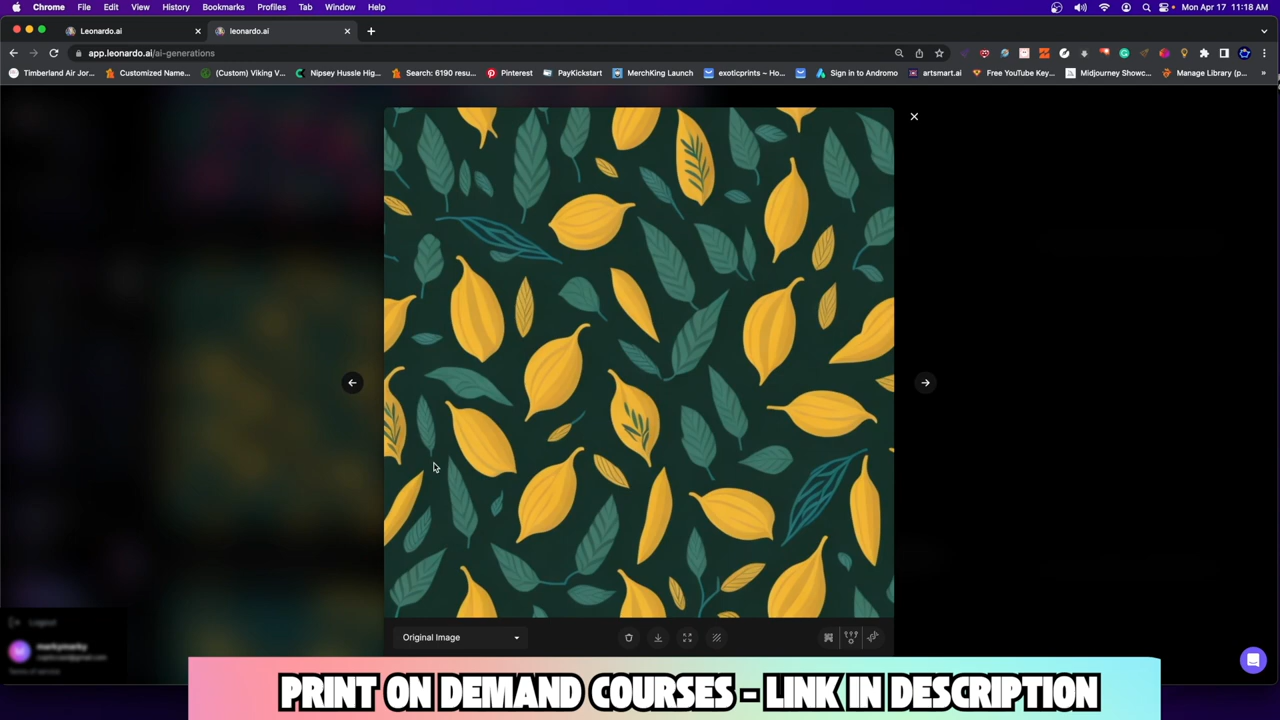 Chrome File Edit View History Bookmarks Profiles Tab Window Help
Mon Apr 17 11:18 AM
Leonardo.ai
leonardo.ai
app.leonardo.ai/ai-generations
Timberland Air Jor... Customized Name... (Custom) Viking V... Nipsey Hussle Hig... Search: 6190 resu... Pinterest PayKickstart MerchKing Launch exoticprints – Ho... Sign in to Andromo artsmart.ai Free YouTube Key... Midjourney Showc... Manage Library (p... »
Original Image
Logout
PRINT ON DEMAND COURSES - LINK IN DESCRIPTION